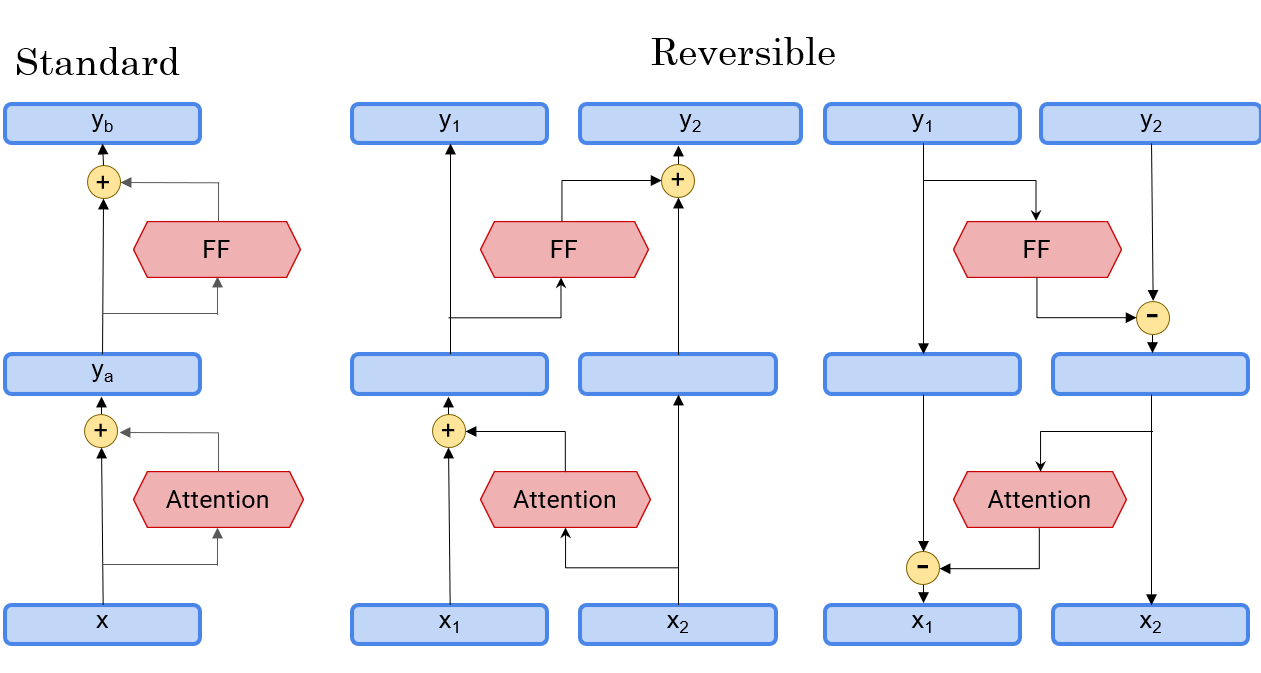 Standard
Reversible
y_b
y_1
y_2
y_1
y_2
+
+
FF
FF
FF
-
y_a
+
+
Attention
Attention
Attention
-
x
x_1
x_2
x_1
x_2